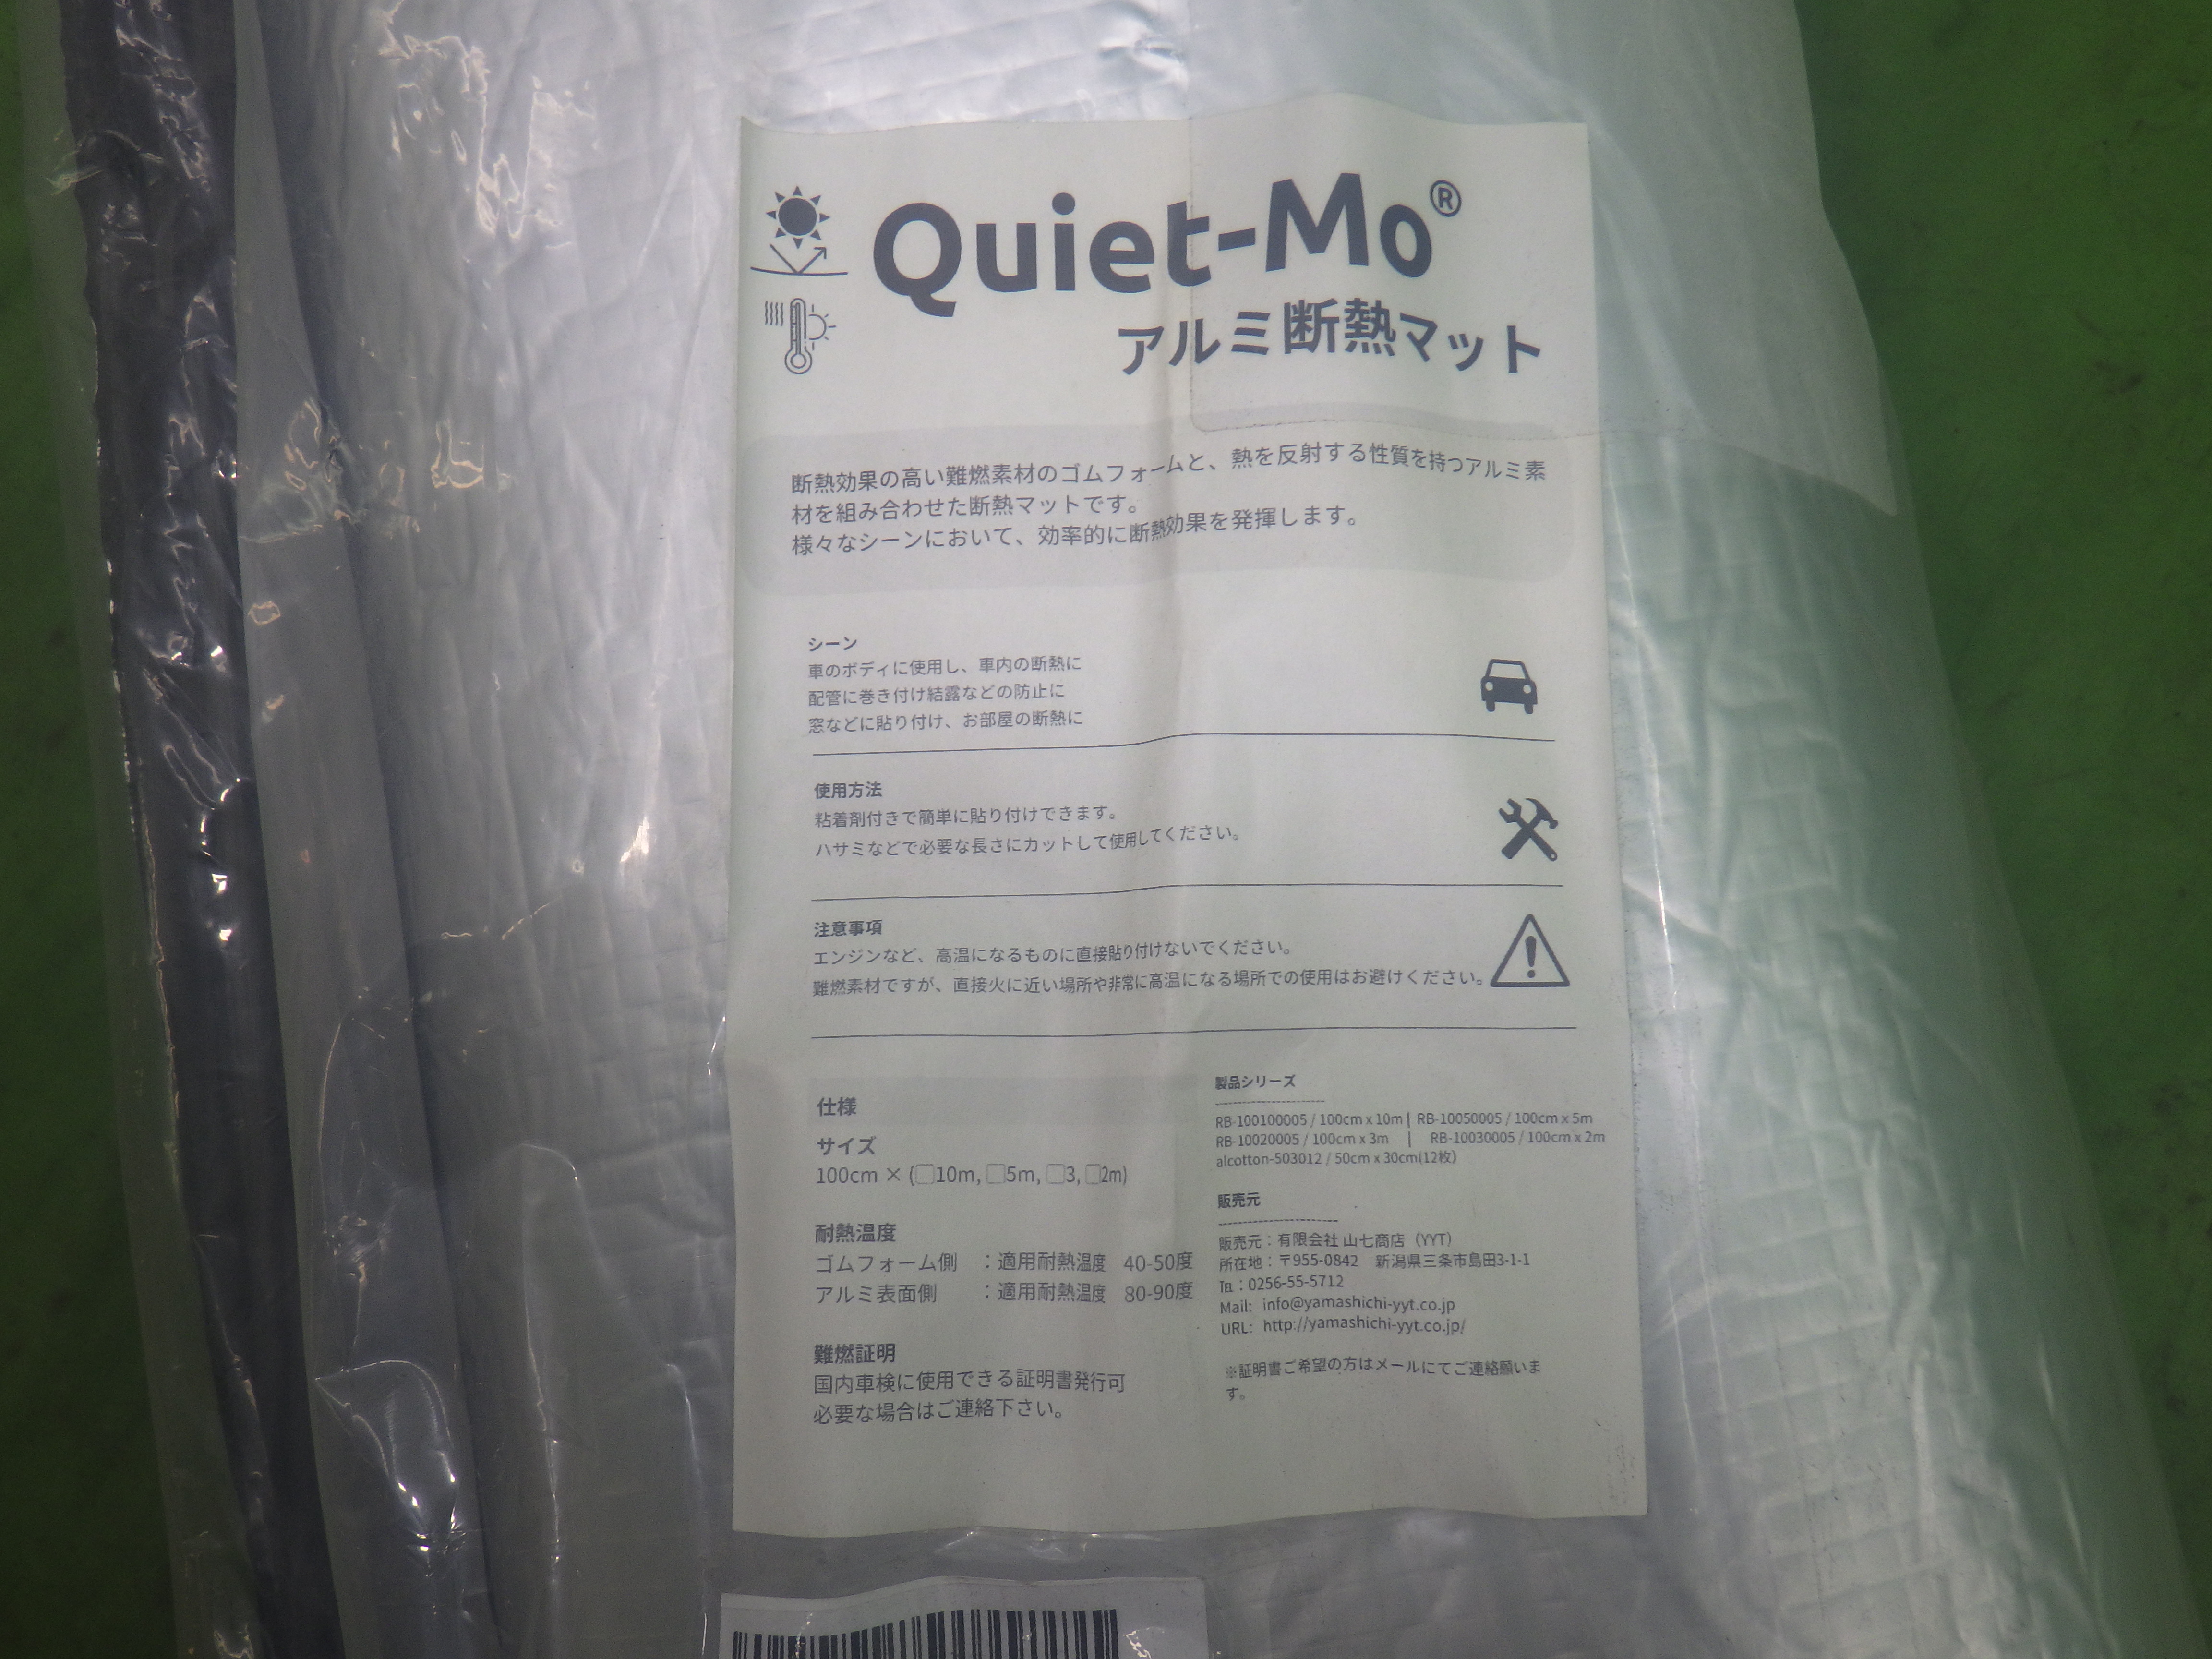 Quiet-Mo®
アルミ断熱マット
断熱効果の高い難燃素材のゴムフォームと、熱を反射する性質を持つアルミ素
材を組み合わせた断熱マットです。
様々なシーンにおいて、効率的に断熱効果を発揮します。
シーン
車のボディに使用し、車内の断熱に
配管に巻き付け結露などの防止に
窓などに貼り付け、お部屋の断熱に
使用方法
粘着剤付きで簡単に貼り付けできます。
ハサミなどで必要な長さにカットして使用してください。
注意事項
エンジンなど、高温になるものに直接貼り付けないでください。
難燃素材ですが、直接火に近い場所や非常に高温になる場所での使用はお避けください。
仕様
サイズ
100cm × (□10m, □5m, □3, □2m)
耐熱温度
ゴムフォーム側 ：適用耐熱温度 40-50度
アルミ表面側 ：適用耐熱温度 80-90度
難燃証明
国内車検に使用できる証明書発行可
必要な場合はご連絡下さい。
製品シリーズ
------------------------
RB-100100005 / 100cm x 10m | RB-10050005 / 100cm x 5m
RB-10020005 / 100cm x 3m | RB-10030005 / 100cm x 2m
alcotton-503012 / 50cm x 30cm(12枚)
販売元
------------------------
販売元：有限会社 山七商店（YYT）
所在地：〒955-0842 新潟県三条市島田3-1-1
℡：0256-55-5712
Mail: info@yamashichi-yyt.co.jp
URL: http://yamashichi-yyt.co.jp/
※証明書ご希望の方はメールにてご連絡願いま
す。